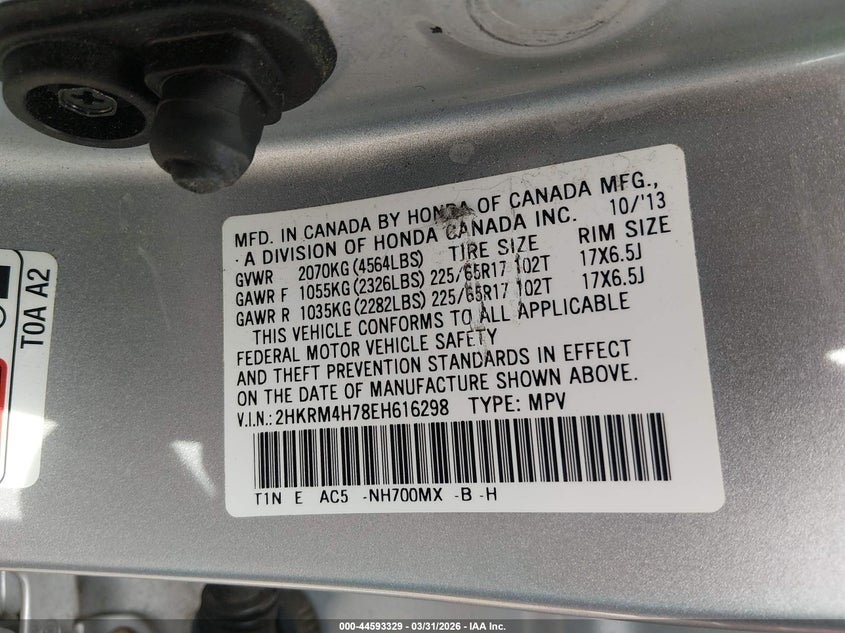 MFD. IN CANADA BY HONDA OF CANADA MFG.,
A DIVISION OF HONDA CANADA INC. 10/'13
GVWR 2070KG (4564LBS) TIRE SIZE RIM SIZE
GAWR F 1055KG (2326LBS) 225/65R17 102T 17X6.5J
GAWR R 1035KG (2282LBS) 225/65R17 102T 17X6.5J
THIS VEHICLE CONFORMS TO ALL APPLICABLE
FEDERAL MOTOR VEHICLE SAFETY
AND THEFT PREVENTION STANDARDS IN EFFECT
ON THE DATE OF MANUFACTURE SHOWN ABOVE.
V.I.N.: 2HKRM4H78EH616298 TYPE: MPV
T1N E AC5 -NH700MX -B -H
T0A A2
000-44593329 - 03/31/2026 - IAA Inc.